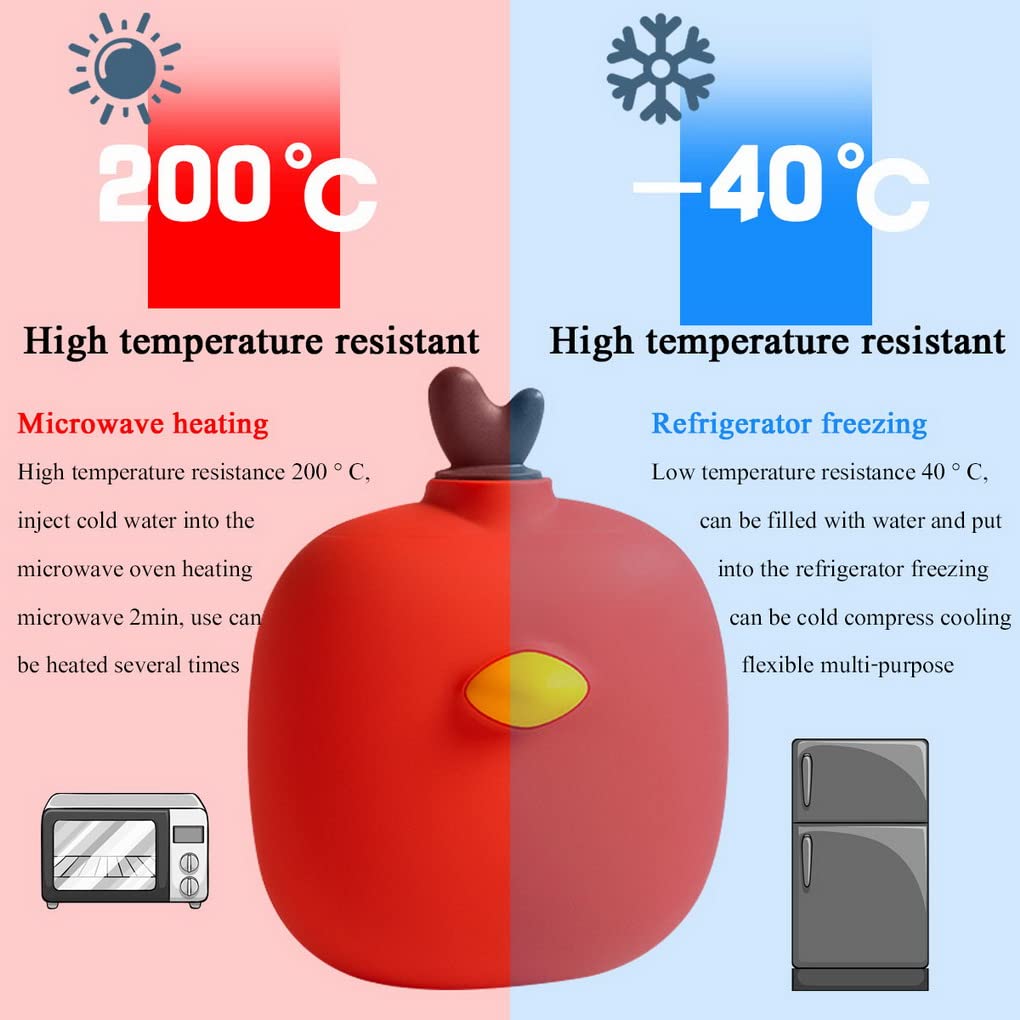 200°C
High temperature resistant
Microwave heating
High temperature resistance 200 ° C,
inject cold water into the
microwave oven heating
microwave 2min, use can
be heated several times
−40°C
High temperature resistant
Refrigerator freezing
Low temperature resistance 40 ° C,
can be filled with water and put
into the refrigerator freezing
can be cold compress cooling
flexible multi-purpose